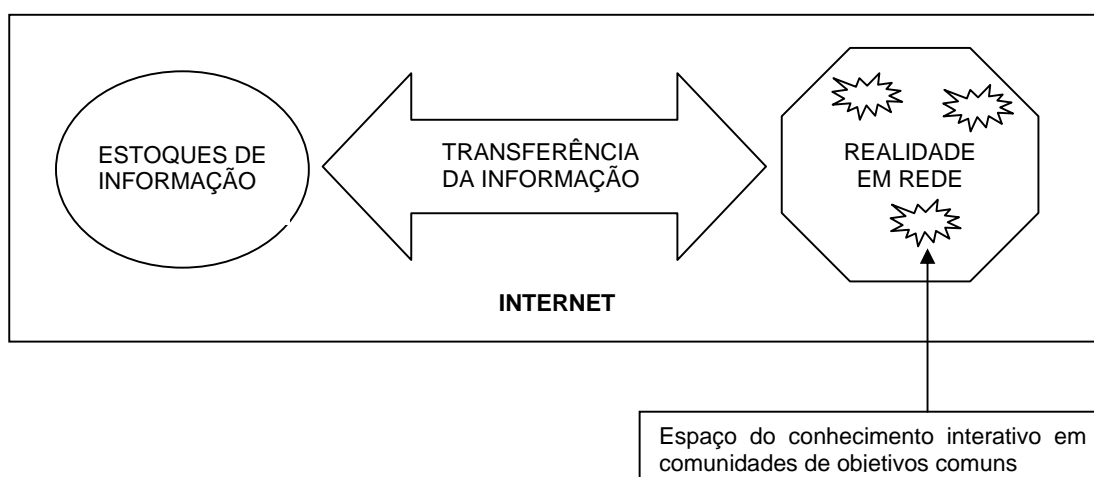 ESTOQUES DE
INFORMAÇÃO
TRANSFERÊNCIA
DA INFORMAÇÃO
REALIDADE
EM REDE
INTERNET
Espaço do conhecimento interativo em
comunidades de objetivos comuns